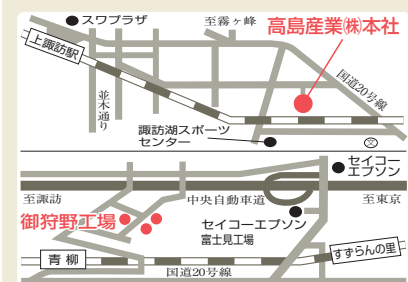 スワプラザ
至霧ヶ峰
高島産業㈱本社
上諏訪駅
国道20号線
並木通り
諏訪湖スポーツ
センター
セイコー
エプソン
至諏訪
中央自動車道
至東京
御狩野工場
セイコーエプソン
富士見工場
すずらんの里
青柳
国道20号線